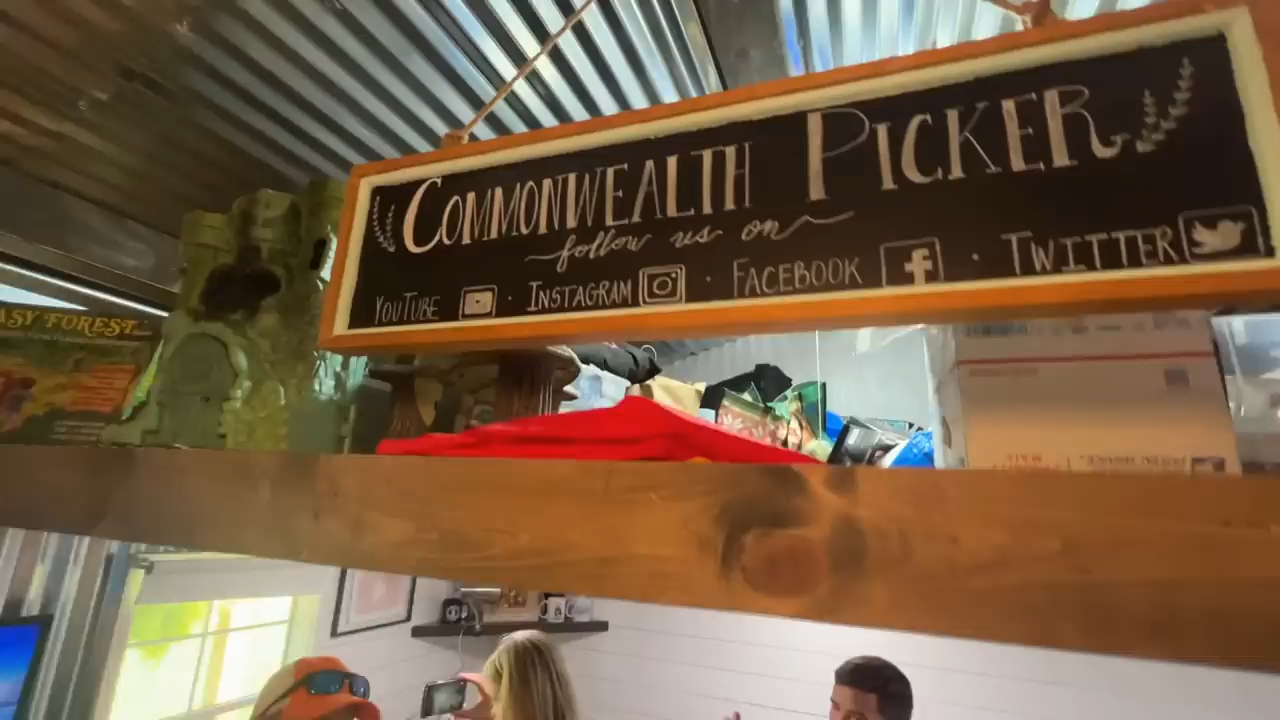 COMMONWEALTH PICKER
follow us on
YOUTUBE · INSTAGRAM · FACEBOOK · TWITTER
ASY FOREST